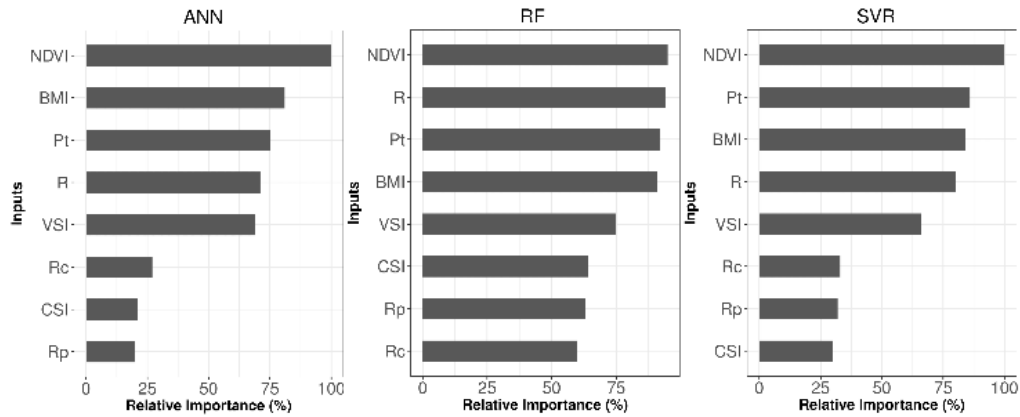 ANN
NDVI
BMI
Pt
R
VSI
Rc
CSI
Rp
Inputs
0 25 50 75 100
Relative Importance (%)
RF
NDVI
R
Pt
BMI
VSI
CSI
Rp
Rc
Inputs
0 25 50 75
Relative Importance (%)
SVR
NDVI
Pt
BMI
R
VSI
Rc
Rp
CSI
Inputs
0 25 50 75 100
Relative Importance (%)